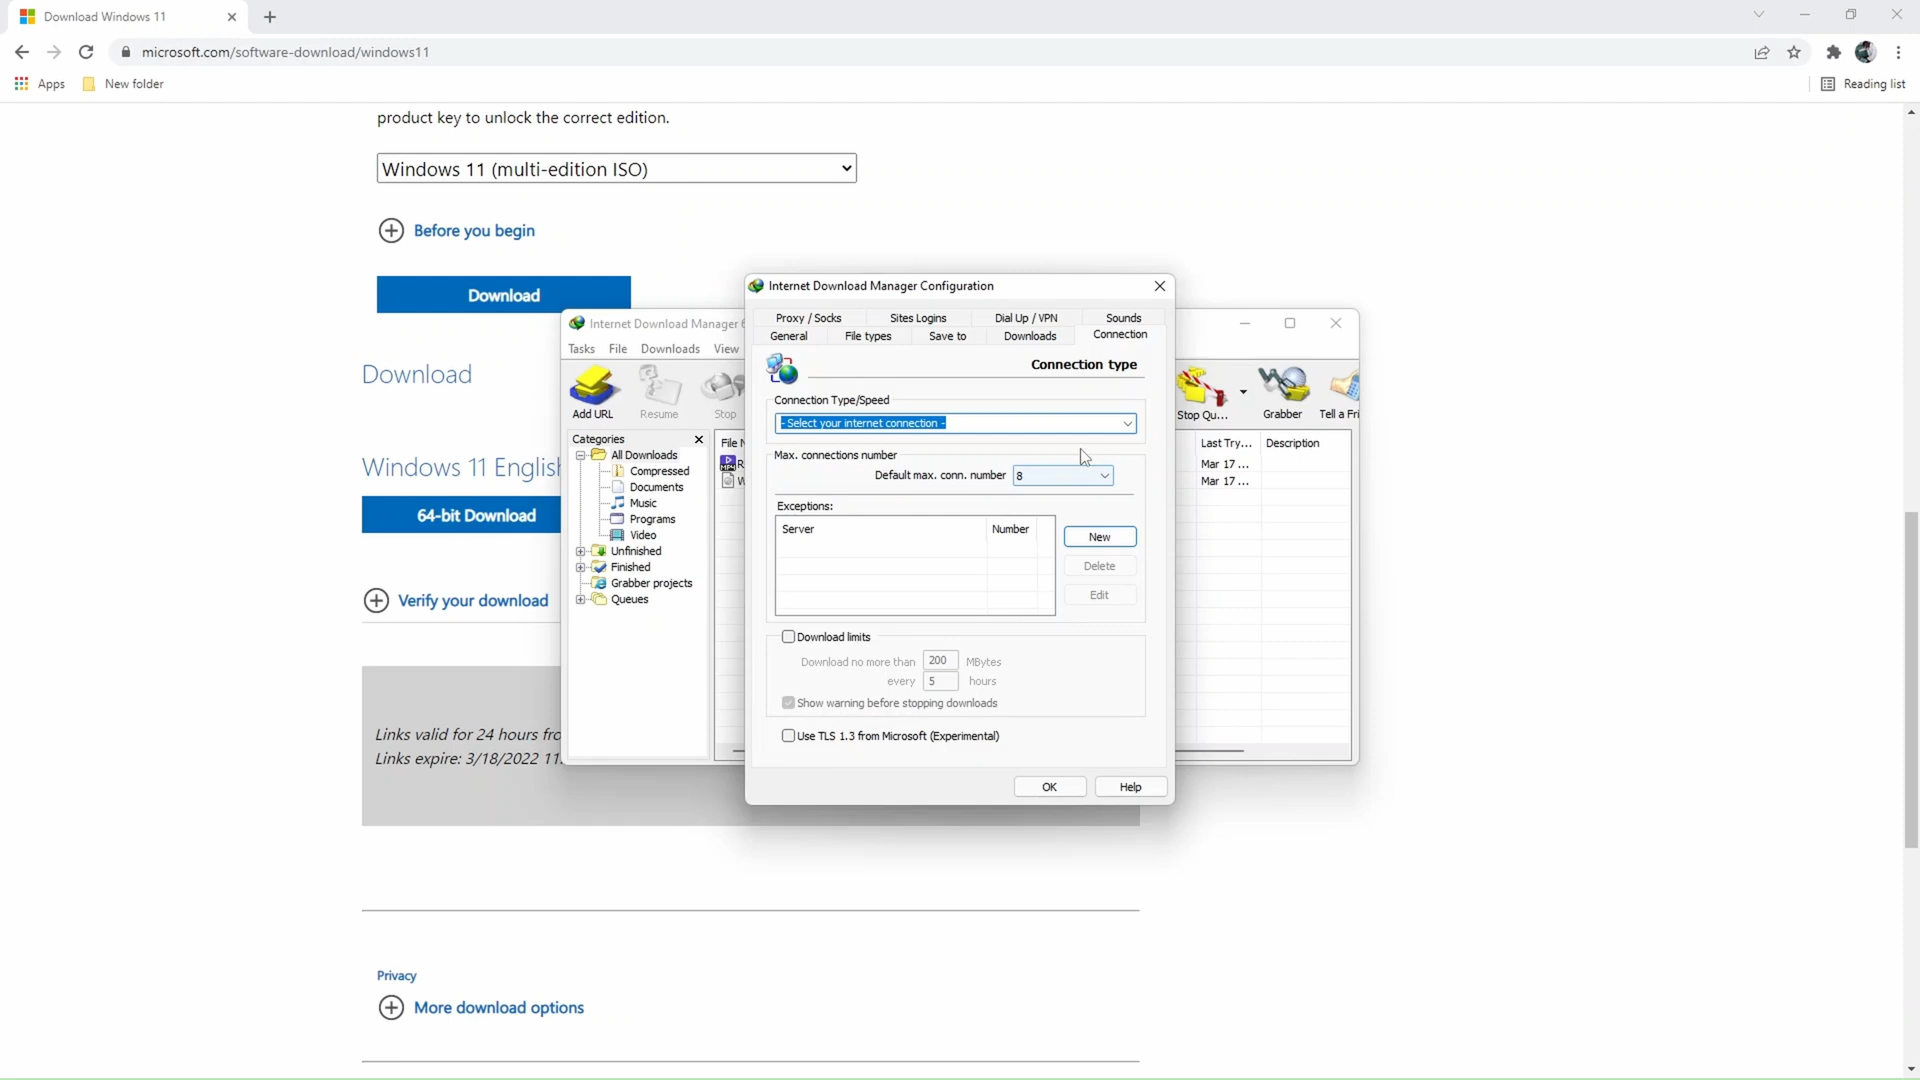 Download Windows 11
microsoft.com/software-download/windows11
Apps
New folder
Reading list
product key to unlock the correct edition.
Windows 11 (multi-edition ISO)
Before you begin
Download
Download
Windows 11 English
64-bit Download
Verify your download
Links valid for 24 hours fro
Links expire: 3/18/2022 11:
Privacy
More download options
Internet Download Manager 6
Tasks File Downloads View
Add URL
Resume
Stop
Stop Qu...
Grabber
Tell a Fri
Categories
All Downloads
Compressed
Documents
Music
Programs
Video
Unfinished
Finished
Grabber projects
Queues
File N
R
W
Last Try... Description
Mar 17 ...
Mar 17 ...
Internet Download Manager Configuration
Proxy / Socks Sites Logins Dial Up / VPN Sounds
General File types Save to Downloads Connection
Connection type
Connection Type/Speed
- Select your internet connection -
Max. connections number
Default max. conn. number 8
Exceptions:
Server Number
New
Delete
Edit
Download limits
Download no more than 200 MBytes
every 5 hours
Show warning before stopping downloads
Use TLS 1.3 from Microsoft (Experimental)
OK
Help